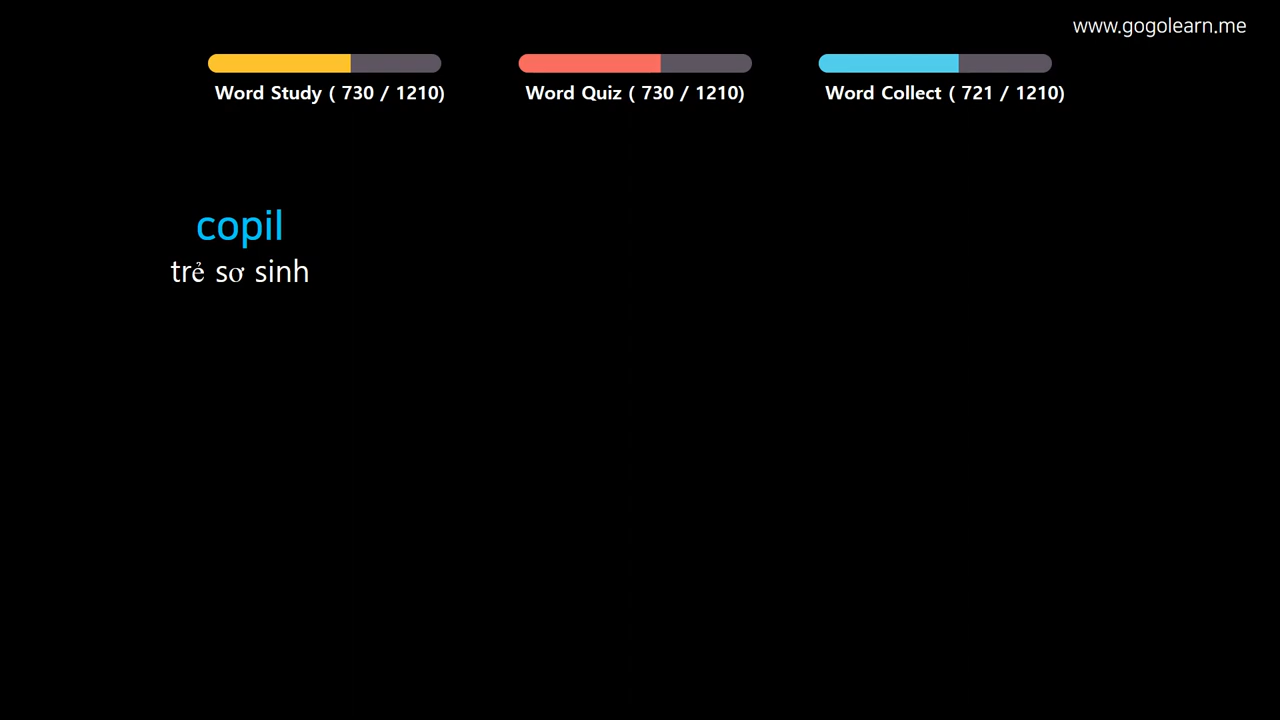 www.gogolearn.me
Word Study ( 730 / 1210)
Word Quiz ( 730 / 1210)
Word Collect ( 721 / 1210)
copil
trẻ sơ sinh